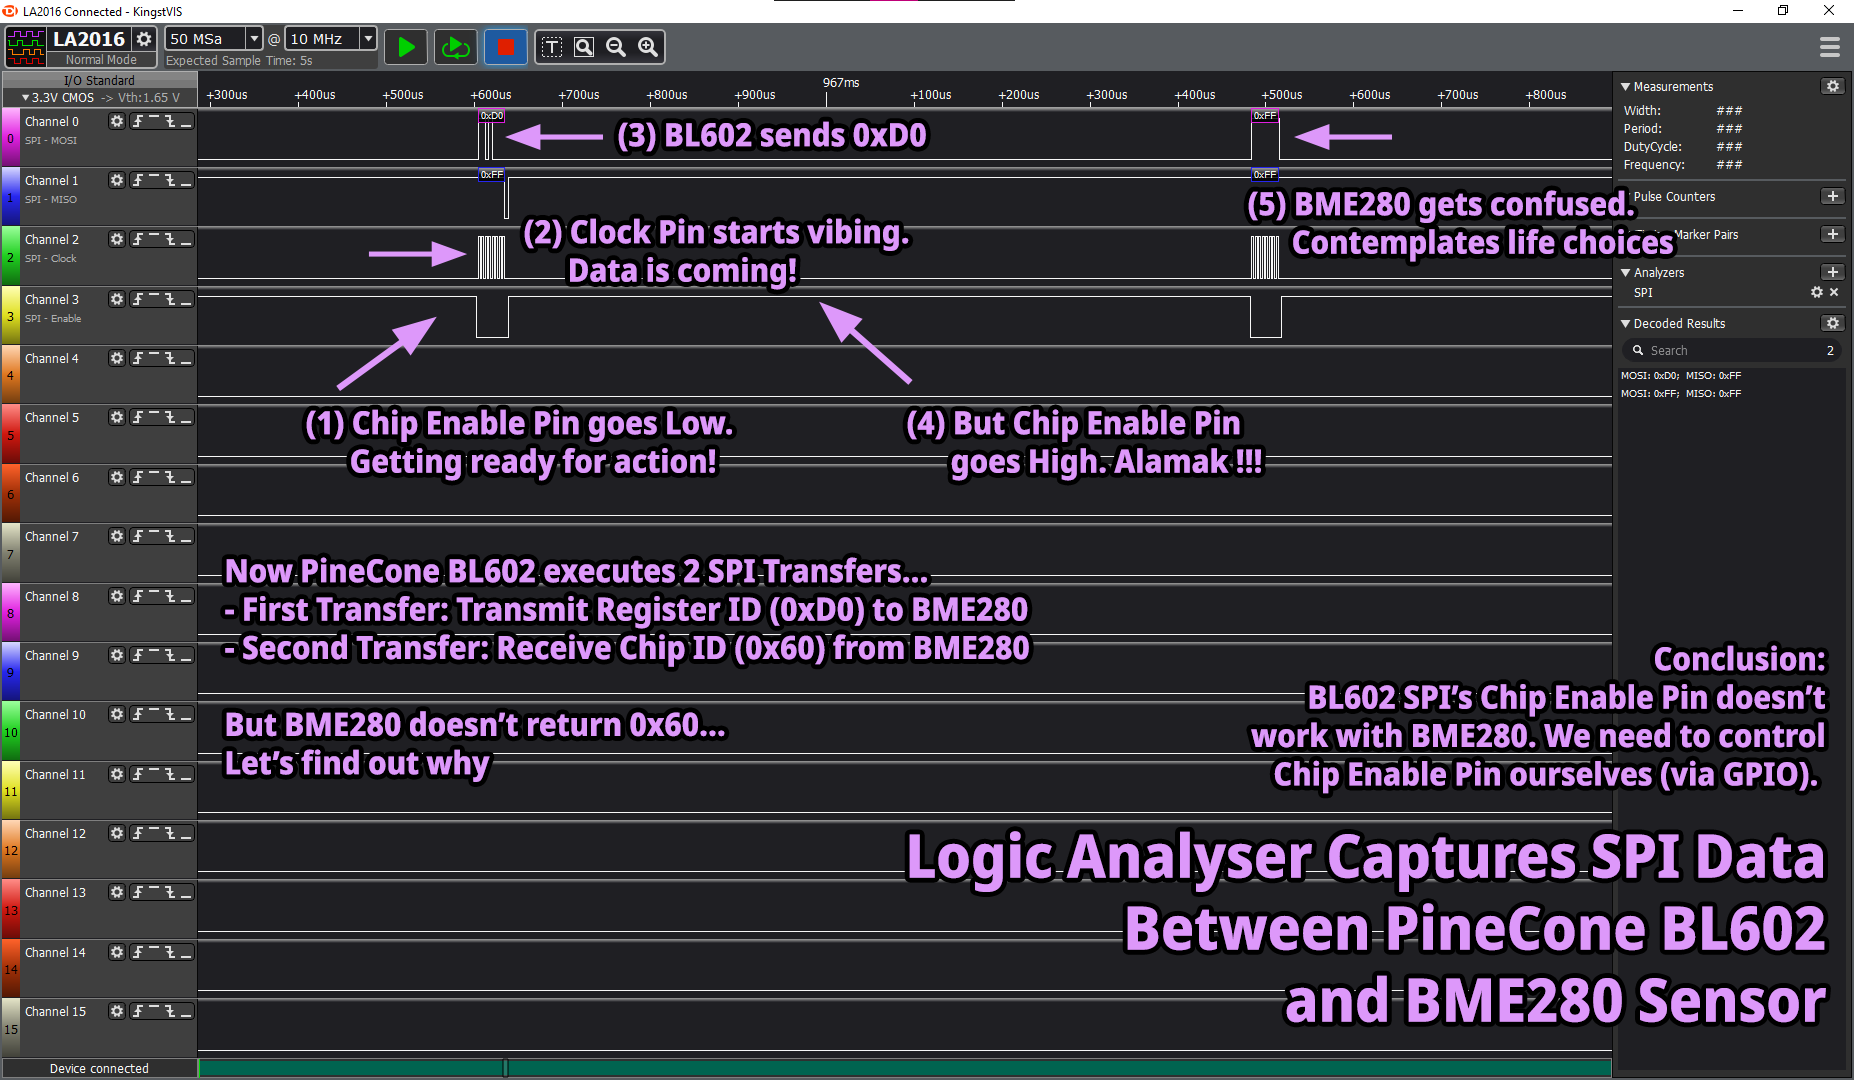 LA2016 Connected - KingstVIS
LA2016
Normal Mode
50 MSa @ 10 MHz
Expected Sample Time: 5s
T
I/O Standard
3.3V CMOS -> Vth:1.65 V
967ms
+300us +400us +500us +600us +700us +800us +900us +100us +200us +300us +400us +500us +600us +700us +800us
0 Channel 0
SPI - MOSI
0xD0 0xFF
(3) BL602 sends 0xD0
1 Channel 1
SPI - MISO
0xFF 0xFF
2 Channel 2
SPI - Clock
(2) Clock Pin starts vibing.
Data is coming!
(5) BME280 gets confused.
Contemplates life choices
3 Channel 3
SPI - Enable
(1) Chip Enable Pin goes Low.
Getting ready for action!
(4) But Chip Enable Pin
goes High. Alamak !!!
4 Channel 4
5 Channel 5
6 Channel 6
7 Channel 7
Now PineCone BL602 executes 2 SPI Transfers...
8 Channel 8
- First Transfer: Transmit Register ID (0xD0) to BME280
- Second Transfer: Receive Chip ID (0x60) from BME280
9 Channel 9
10 Channel 10
But BME280 doesn't return 0x60...
Let's find out why
11 Channel 11
12 Channel 12
13 Channel 13
14 Channel 14
15 Channel 15
Device connected
Measurements
Width: ###
Period: ###
DutyCycle: ###
Frequency: ###
Pulse Counters
Marker Pairs
Analyzers
SPI
Decoded Results
Search 2
MOSI: 0xD0; MISO: 0xFF
MOSI: 0xFF; MISO: 0xFF
Conclusion:
BL602 SPI's Chip Enable Pin doesn't
work with BME280. We need to control
Chip Enable Pin ourselves (via GPIO).
Logic Analyser Captures SPI Data
Between PineCone BL602
and BME280 Sensor